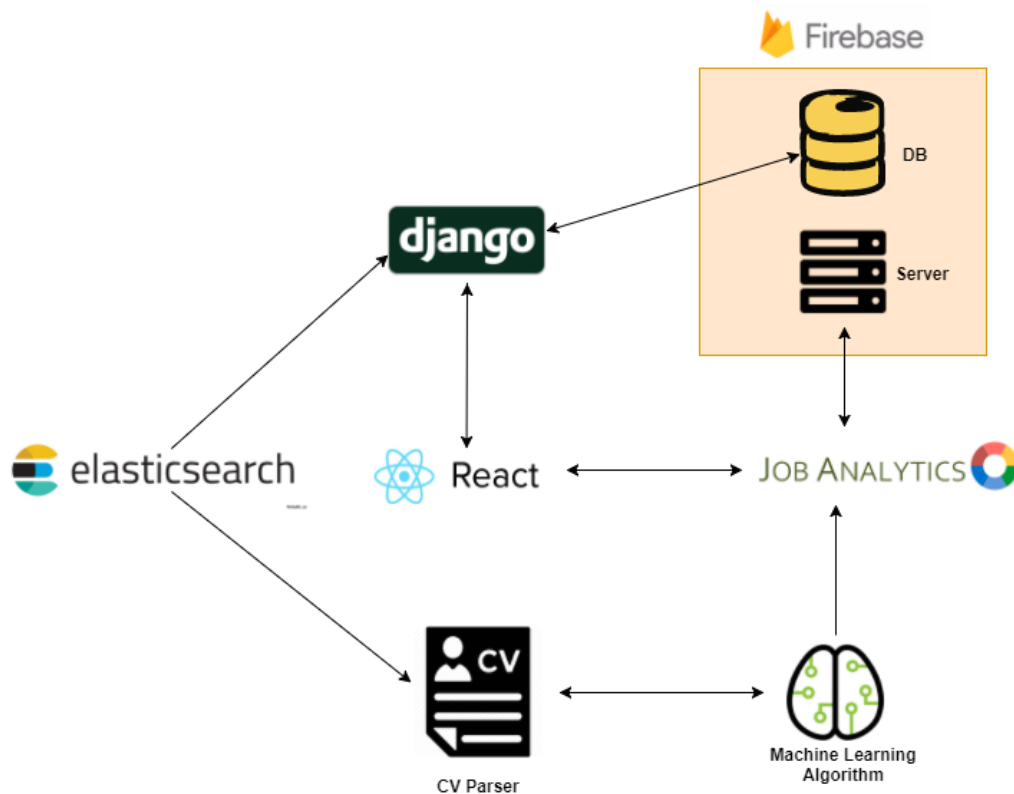 Firebase
DB
django
Server
elasticsearch
React
JOB ANALYTICS
CV
CV Parser
Machine Learning
Algorithm